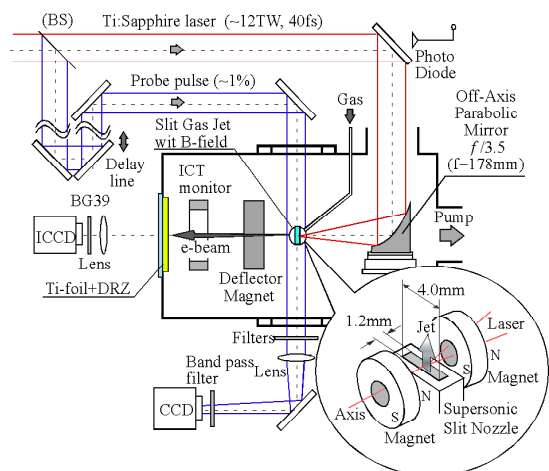 (BS)
Ti:Sapphire laser (~12TW, 40fs)
Photo
Diode
Probe pulse (~1%)
Gas
Off-Axis
Parabolic
Mirror
f/3.5
(f~178mm)
Slit Gas Jet
wit B-field
Delay
line
ICT
monitor
BG39
Pump
ICCD
Lens
e-beam
Deflector
Magnet
Ti-foil+DRZ
4.0mm
1.2mm
Jet
Laser
Filters
N
S
Magnet
Band pass
filter
Lens
CCD
N
Axis
S
Magnet
Supersonic
Slit Nozzle